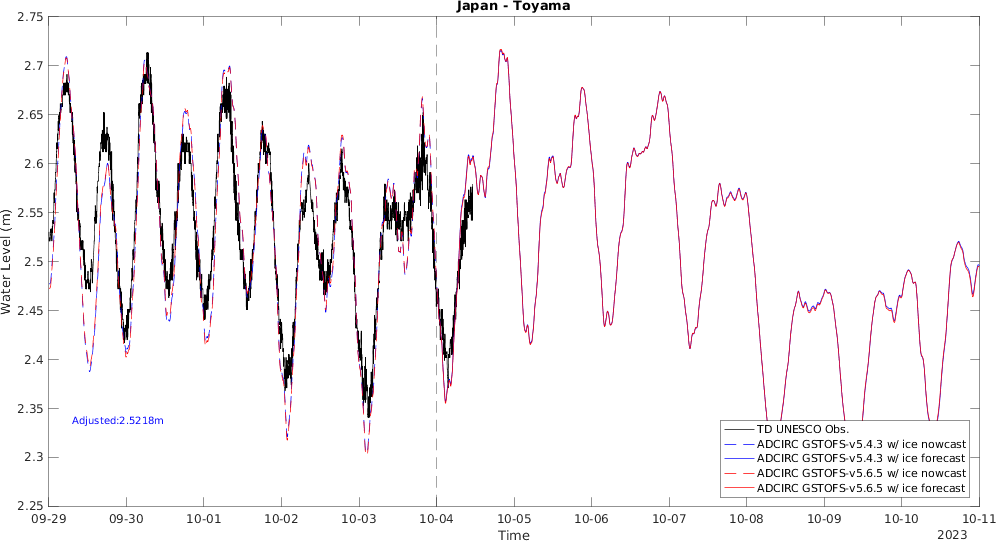 Japan - Toyama
Water Level (m)
2.75
2.7
2.65
2.6
2.55
2.5
2.45
2.4
2.35
2.3
2.25
Adjusted:2.5218m
TD UNESCO Obs.
ADCIRC GSTOFS-v5.4.3 w/ ice nowcast
ADCIRC GSTOFS-v5.4.3 w/ ice forecast
ADCIRC GSTOFS-v5.6.5 w/ ice nowcast
ADCIRC GSTOFS-v5.6.5 w/ ice forecast
09-29 09-30 10-01 10-02 10-03 10-04 10-05 10-06 10-07 10-08 10-09 10-10 10-11
Time
2023